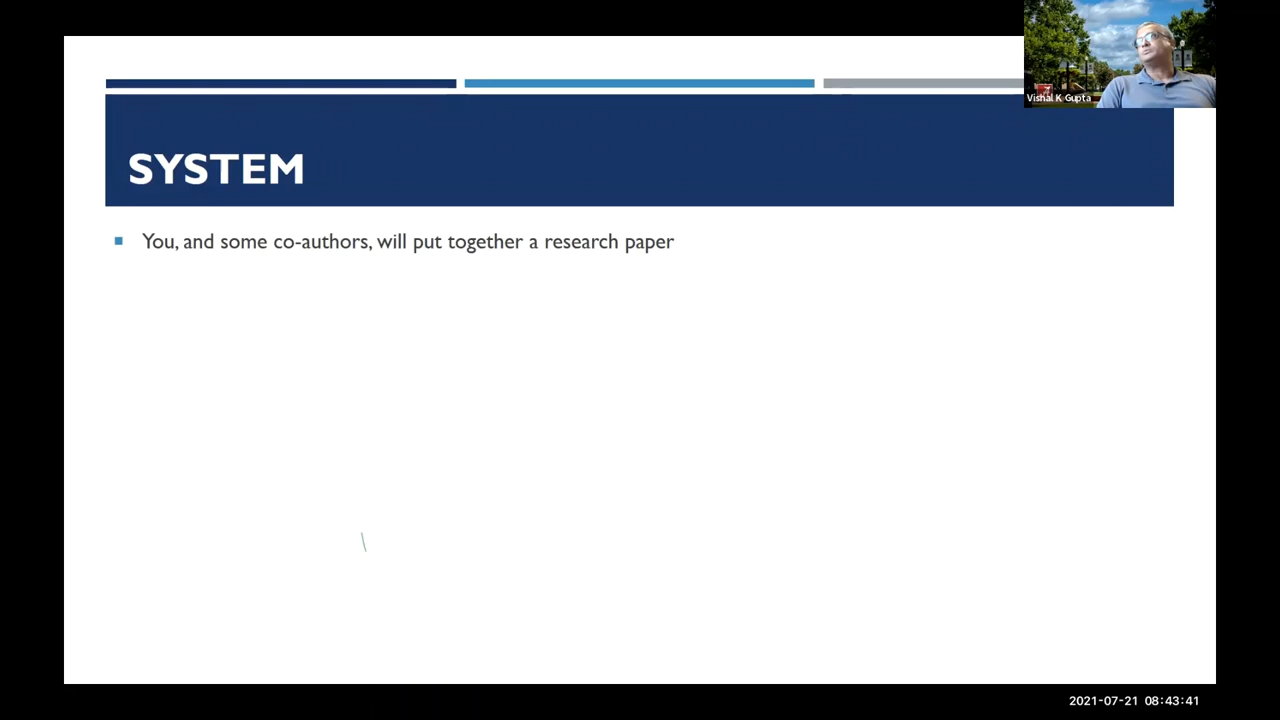 Vishal K Gupta
SYSTEM
You, and some co-authors, will put together a research paper
2021-07-21 08:43:41